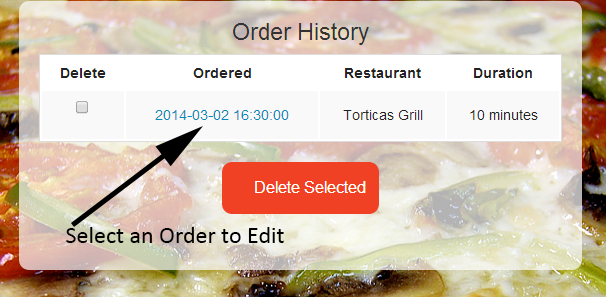 Order History
Delete Ordered Restaurant Duration
2014-03-02 16:30:00 Torticas Grill 10 minutes
Delete Selected
Select an Order to Edit